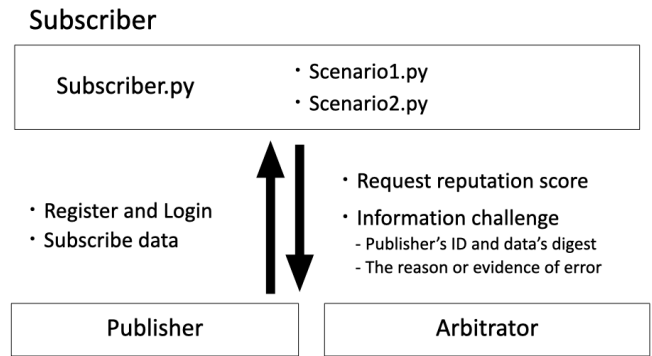 Subscriber
Subscriber.py
・Scenario1.py
・Scenario2.py
・Register and Login
・Subscribe data
・Request reputation score
・Information challenge
- Publisher’s ID and data’s digest
- The reason or evidence of error
Publisher
Arbitrator